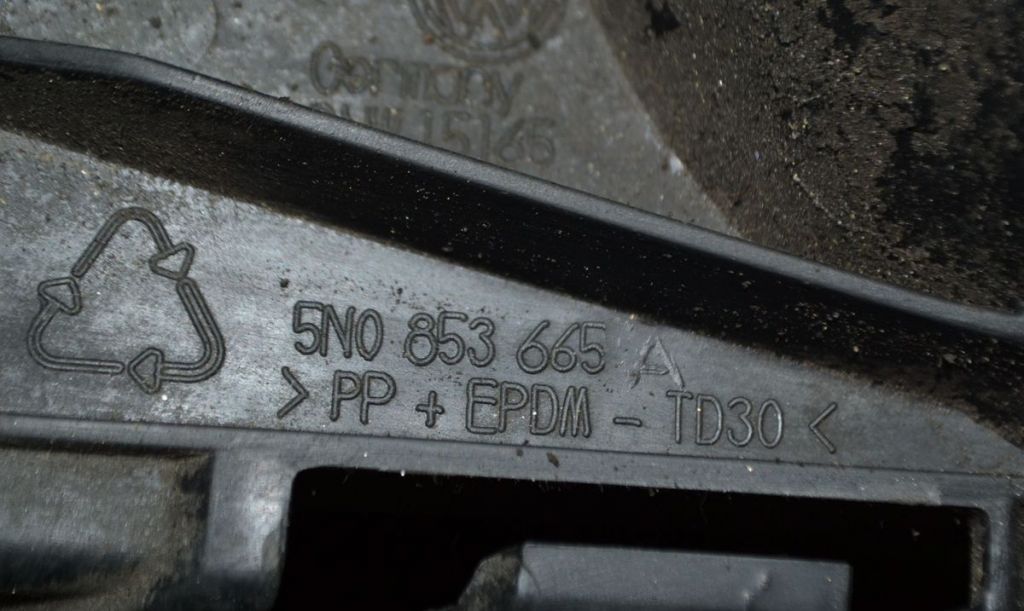 Germany
5N0 853 665 A
> PP + EPDM - TD30 <